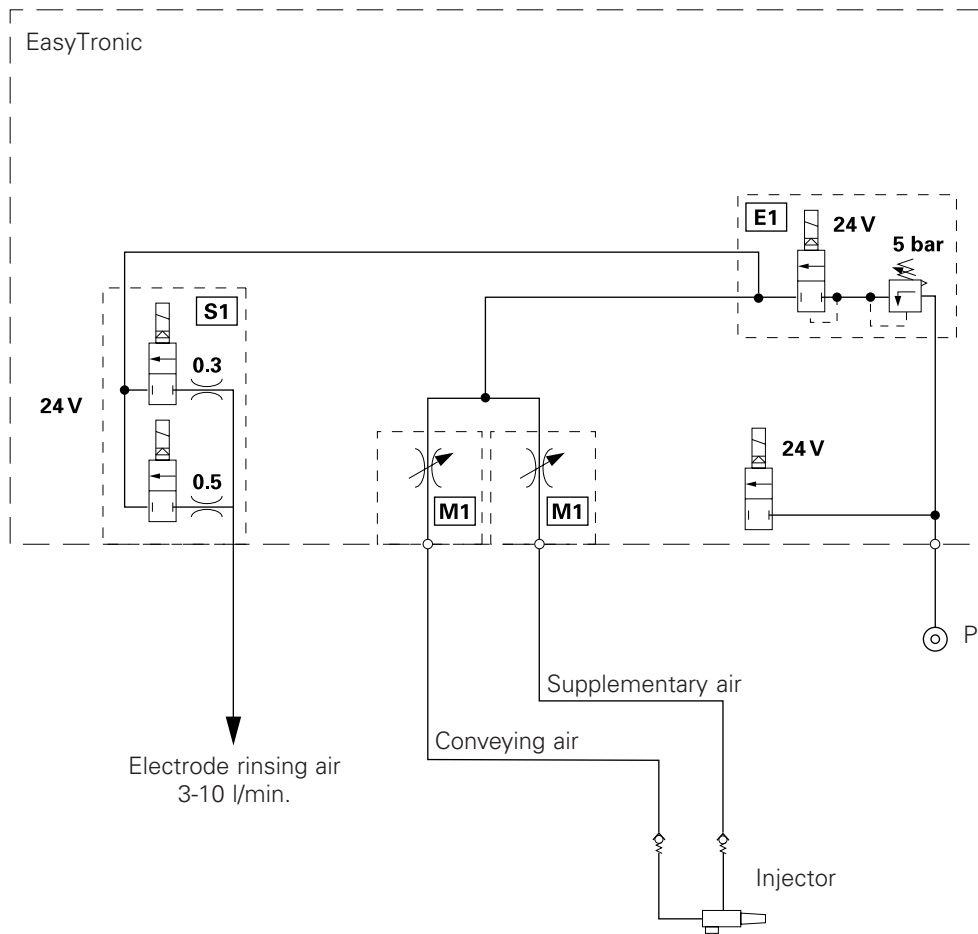 EasyTronic
E1
24 V
5 bar
S1
0.3
24 V
0.5
24 V
M1
M1
P
Supplementary air
Conveying air
Electrode rinsing air
3-10 l/min.
Injector